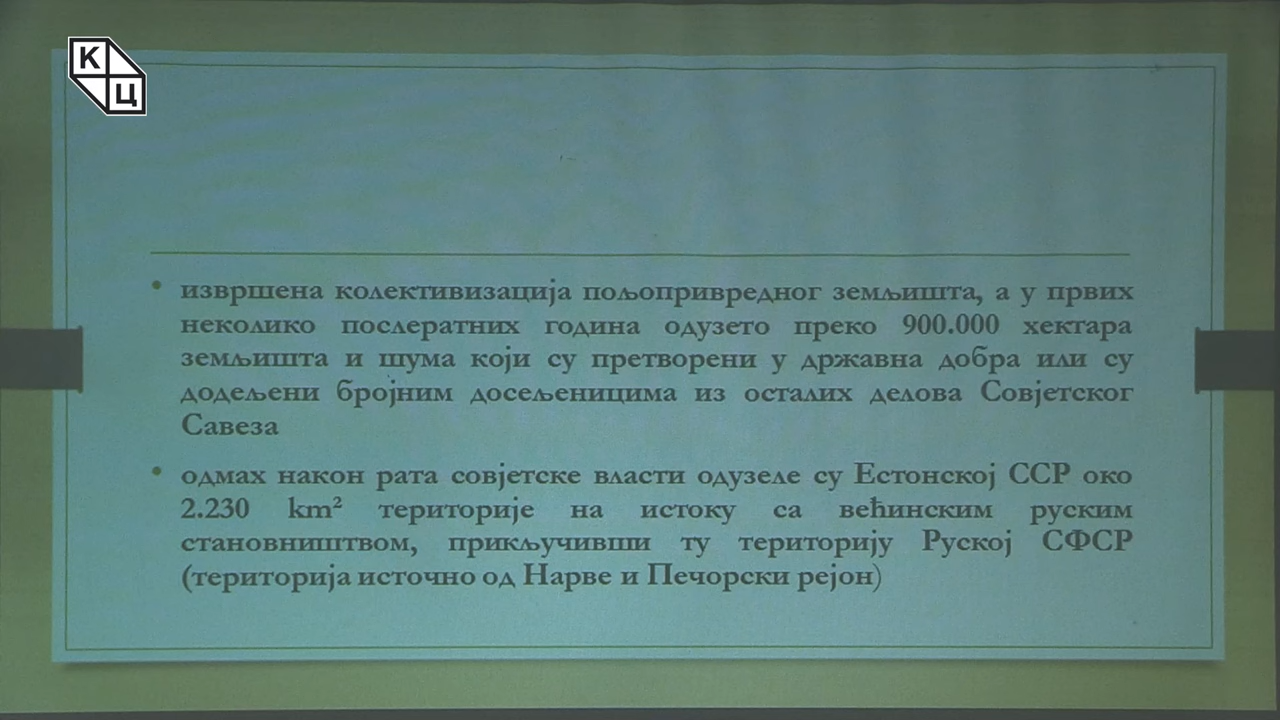 К
Ц
• извршена колективизација пољопривредног земљишта, а у првих
неколико послератних година одузето преко 900.000 хектара
земљишта и шума који су претворени у државна добра или су
додељени бројним досељеницима из осталих делова Совјетског
Савеза
• одмах након рата совјетске власти одузеле су Естонској ССР око
2.230 km² територије на истоку са већинским руским
становништвом, прикључивши ту територију Руској СФСР
(територија источно од Нарве и Печорски рејон)